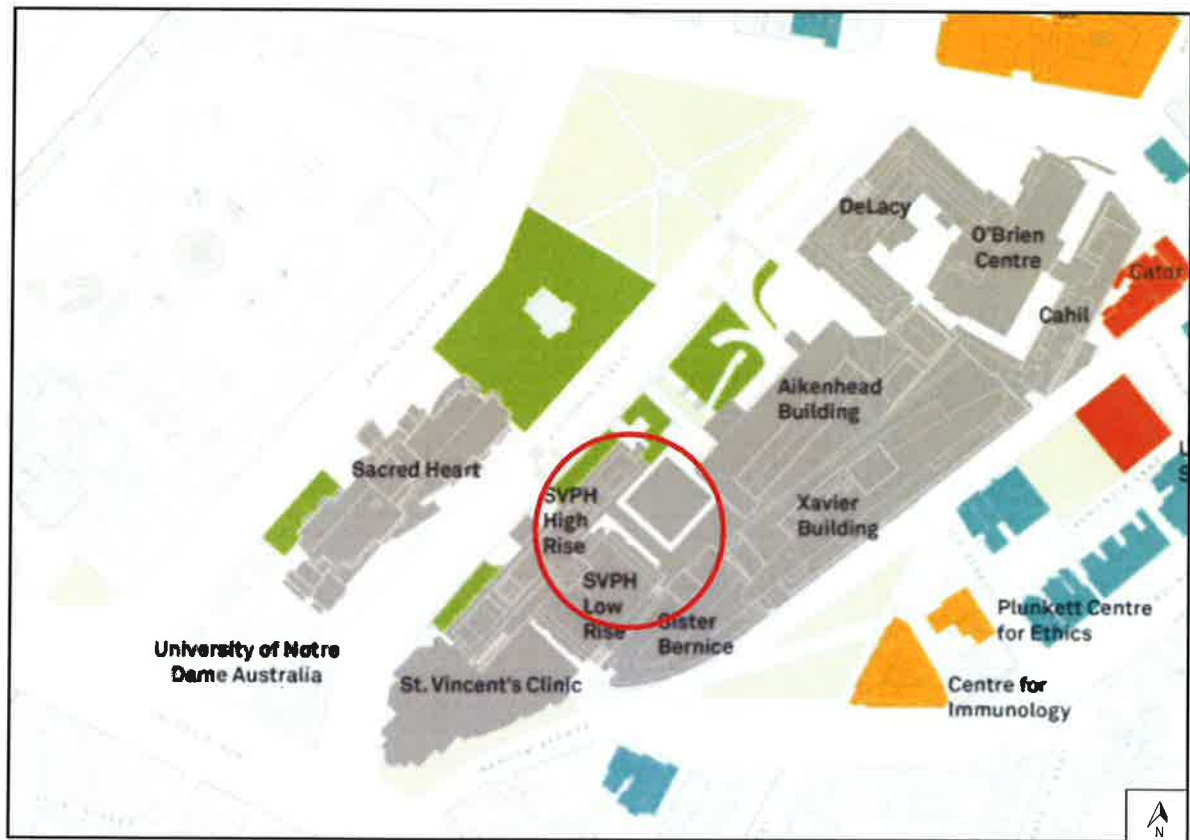 DeLacy
O'Brien
Centre
Gator
Cahil
Aikenhead
Building
Sacred Heart
SVPH
High
Rise
Xavier
Building
SVPH
Low
Rise
Sister
Bernice
Plunkett Centre
for Ethics
University of Notre
Dame Australia
St. Vincent's Clinic
Centre for
Immunology
N